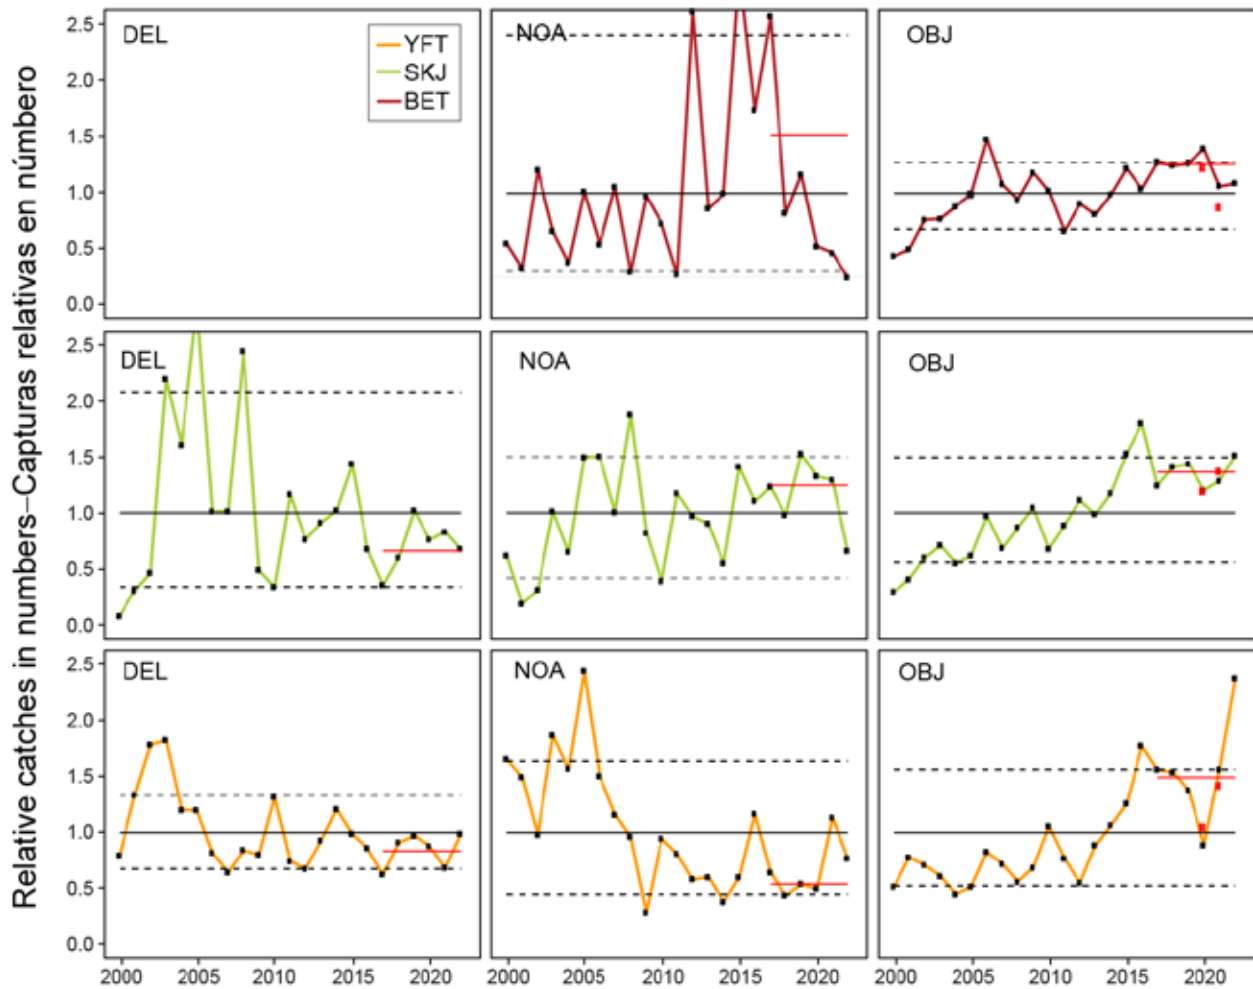 Relative catches in numbers–Capturas relativas en número
DEL
YFT
SKJ
BET
NOA
OBJ
2.5
2.0
1.5
1.0
0.5
0.0
DEL
NOA
OBJ
2.5
2.0
1.5
1.0
0.5
0.0
DEL
NOA
OBJ
2.5
2.0
1.5
1.0
0.5
0.0
2000 2005 2010 2015 2020 2000 2005 2010 2015 2020 2000 2005 2010 2015 2020